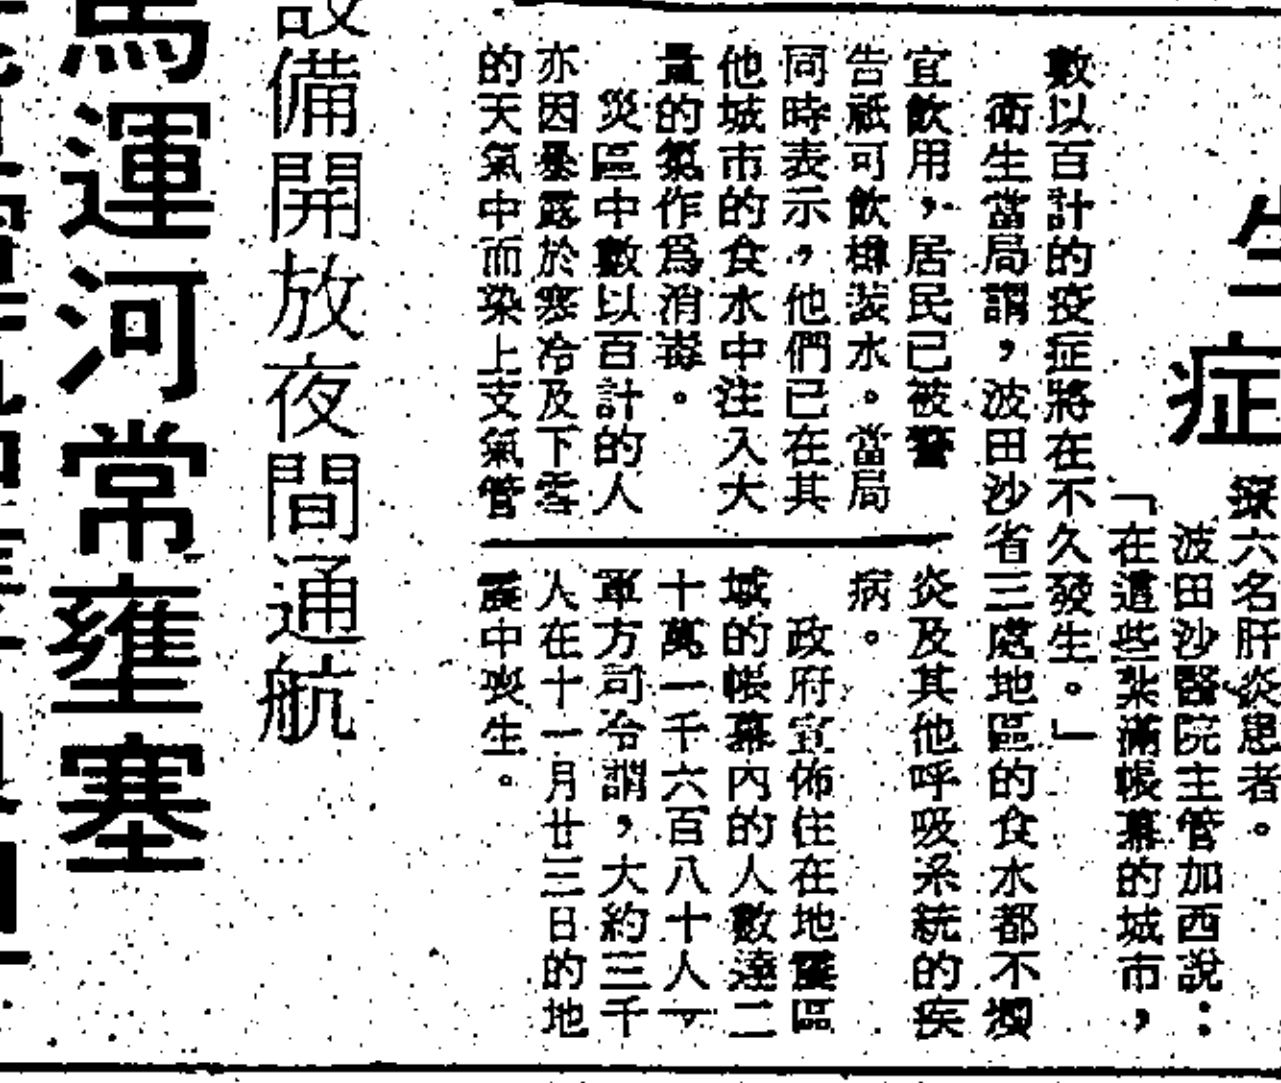 生症
療六名肝炎患者。
波田沙醫院主管加西說：
「在這些紮滿帳幕的城市，
數以百計的疫症將在不久發生。」
衛生當局謂，波田沙省三處地區的食水都不適
宜飲用，居民已被警
告祇可飲樽裝水。當局
同時表示，他們已在其
他城市的食水中注入大
量的氯作爲消毒。
災區中數以百計的人
亦因暴露於寒冷及下雪
的天氣中而染上支氣管
炎及其他呼吸系統的疾
病。
政府宣佈住在地震區
域的帳幕內的人數達二
十萬一千六百八十人
軍方司令謂，大約三千
人在十一月廿三日的地
震中喪生。
設備開放夜間通航
馬運河常壅塞